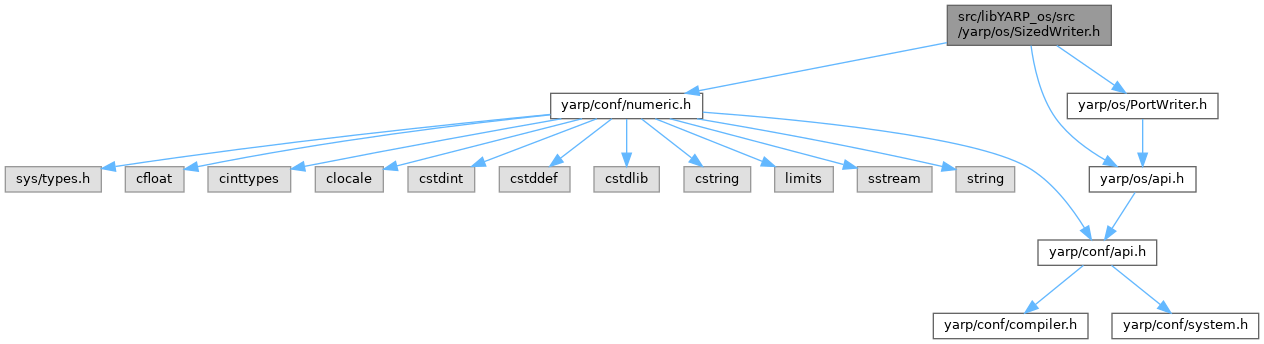 src/libYARP_os/src
/yarp/os/SizedWriter.h
yarp/conf/numeric.h
yarp/os/PortWriter.h
sys/types.h
cfloat
cinttypes
clocale
cstdint
cstddef
cstdlib
cstring
limits
sstream
string
yarp/os/api.h
yarp/conf/api.h
yarp/conf/compiler.h
yarp/conf/system.h